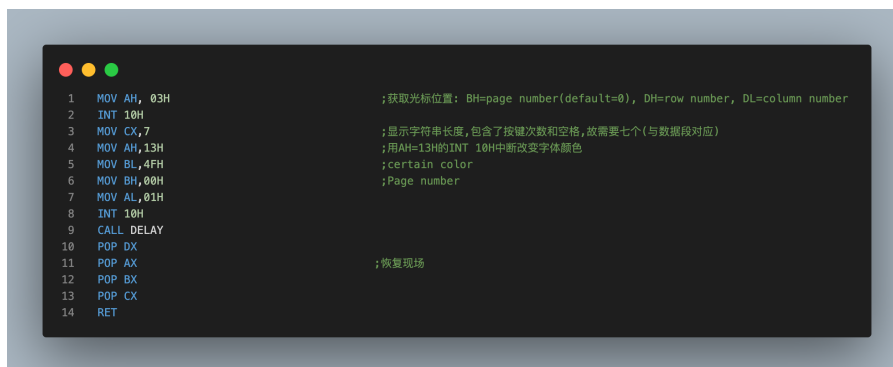 1 MOV AH, 03H ;获取光标位置: BH=page number(default=0), DH=row number, DL=column number
2 INT 10H
3 MOV CX,7 ;显示字符串长度,包含了按键次数和空格,故需要七个(与数据段对应)
4 MOV AH,13H ;用AH=13H的INT 10H中断改变字体颜色
5 MOV BL,4FH ;certain color
6 MOV BH,00H ;Page number
7 MOV AL,01H
8 INT 10H
9 CALL DELAY
10 POP DX
11 POP AX ;恢复现场
12 POP BX
13 POP CX
14 RET